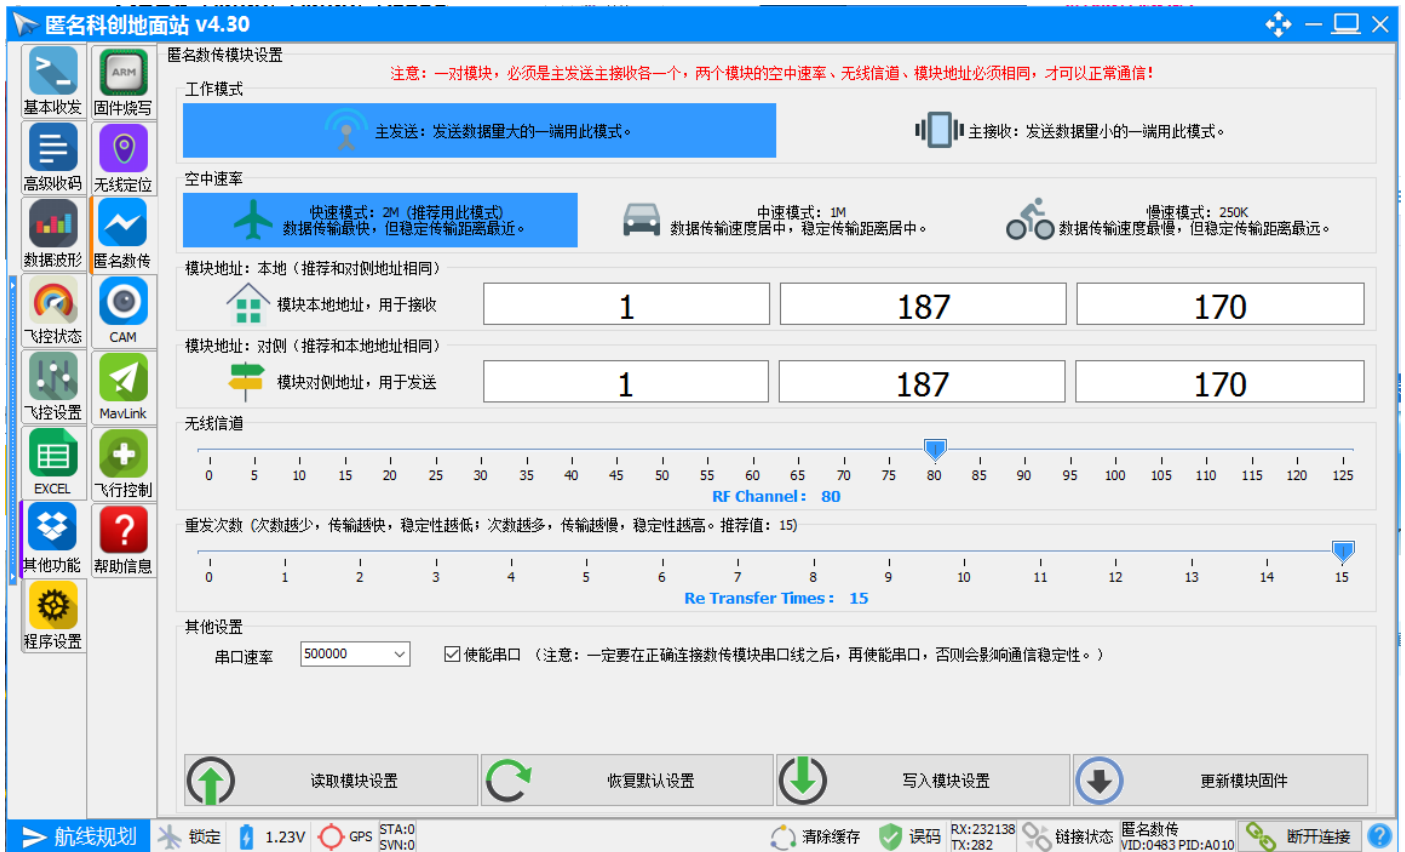 匿名科创地面站 v4.30
基本收发
固件烧写
高级收码
无线定位
数据波形
匿名数传
飞控状态
CAM
飞控设置
MavLink
EXCEL
飞行控制
其他功能
帮助信息
程序设置
ARM
匿名数传模块设置
注意：一对模块，必须是主发送主接收各一个，两个模块的空中速率、无线信道、模块地址必须相同，才可以正常通信！
工作模式
主发送：发送数据量大的一端用此模式。
主接收：发送数据量小的一端用此模式。
空中速率
快速模式：2M (推荐用此模式)
数据传输最快，但稳定传输距离最近。
中速模式：1M
数据传输速度居中，稳定传输距离居中。
慢速模式：250K
数据传输速度最慢，但稳定传输距离最远。
模块地址：本地（推荐和对侧地址相同）
模块本地地址，用于接收 1 187 170
模块地址：对侧（推荐和本地地址相同）
模块对侧地址，用于发送 1 187 170
无线信道
0 5 10 15 20 25 30 35 40 45 50 55 60 65 70 75 80 85 90 95 100 105 110 115 120 125
RF Channel： 80
重发次数（次数越少，传输越快，稳定性越低；次数越多，传输越慢，稳定性越高。推荐值：15）
0 1 2 3 4 5 6 7 8 9 10 11 12 13 14 15
Re Transfer Times： 15
其他设置
串口速率 500000 使能串口 （注意：一定要在正确连接数传模块串口线之后，再使能串口，否则会影响通信稳定性。）
读取模块设置
恢复默认设置
写入模块设置
更新模块固件
航线规划 锁定 1.23V GPS
STA:0
SVN:0
清除缓存 误码
RX:232138
TX:282
链接状态
匿名数传
VID:0483 PID:A010
断开连接 ?